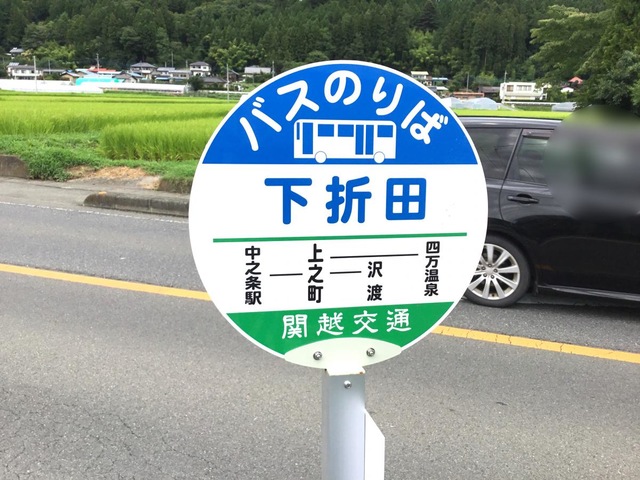 バスのりば
下折田
中之条駅
上之町
沢渡
四万温泉
関越交通